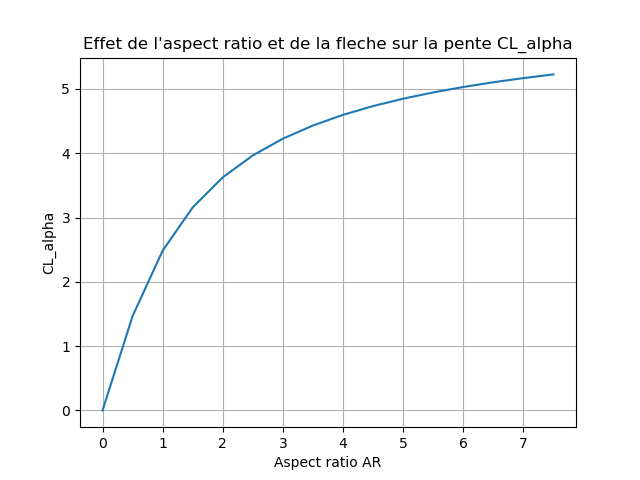 Effet de l'aspect ratio et de la fleche sur la pente CL_alpha
5
4
3
2
1
0
CL_alpha
0 1 2 3 4 5 6 7
Aspect ratio AR